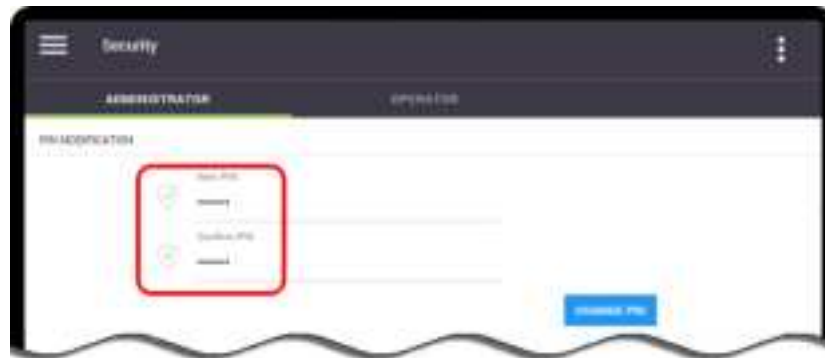 Security
ADMINISTRATOR
OPERATOR
PIN MODIFICATION
New PIN
Confirm PIN
CHANGE PIN